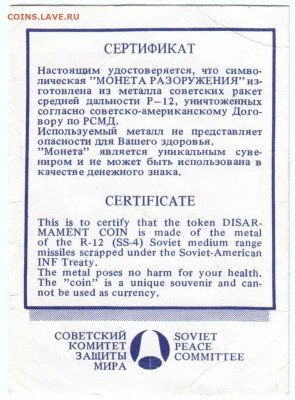 COINS.LAVE.RU
СЕРТИФИКАТ
Настоящим удостоверяется, что симво-
лическая "МОНЕТА РАЗОРУЖЕНИЯ" из-
готовлена из металла советских ракет
средней дальности Р—12, уничтоженных
согласно советско-американскому Дого-
вору по РСМД.
Используемый металл не представляет
опасности для Вашего здоровья.
"Монета" является уникальным суве-
ниром и не может быть использована в
качестве денежного знака.
CERTIFICATE
This is to certify that the token DISAR-
MAMENT COIN is made of the metal
of the R-12 (SS-4) Soviet medium range
missiles scrapped under the Soviet-American
INF Treaty.
The metal poses no harm for your health.
The "coin" is a unique souvenir and can-
not be used as currency.
СОВЕТСКИЙ
КОМИТЕТ
ЗАЩИТЫ
МИРА
SOVIET
PEACE
COMMITTEE